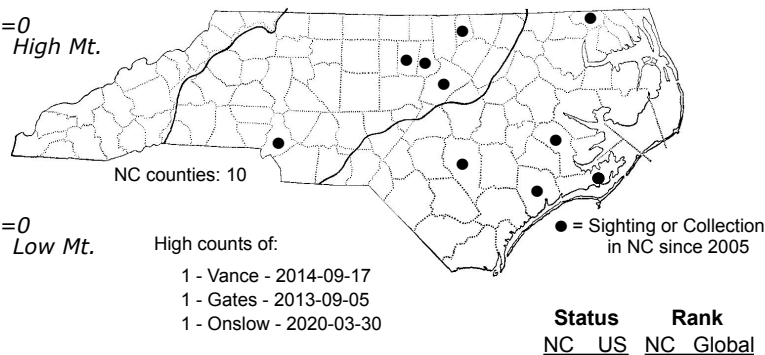 =0
High Mt.
NC counties: 10
=0
Low Mt.
High counts of:
1 - Vance - 2014-09-17
1 - Gates - 2013-09-05
1 - Onslow - 2020-03-30
● = Sighting or Collection
in NC since 2005
Status Rank
NC US NC Global